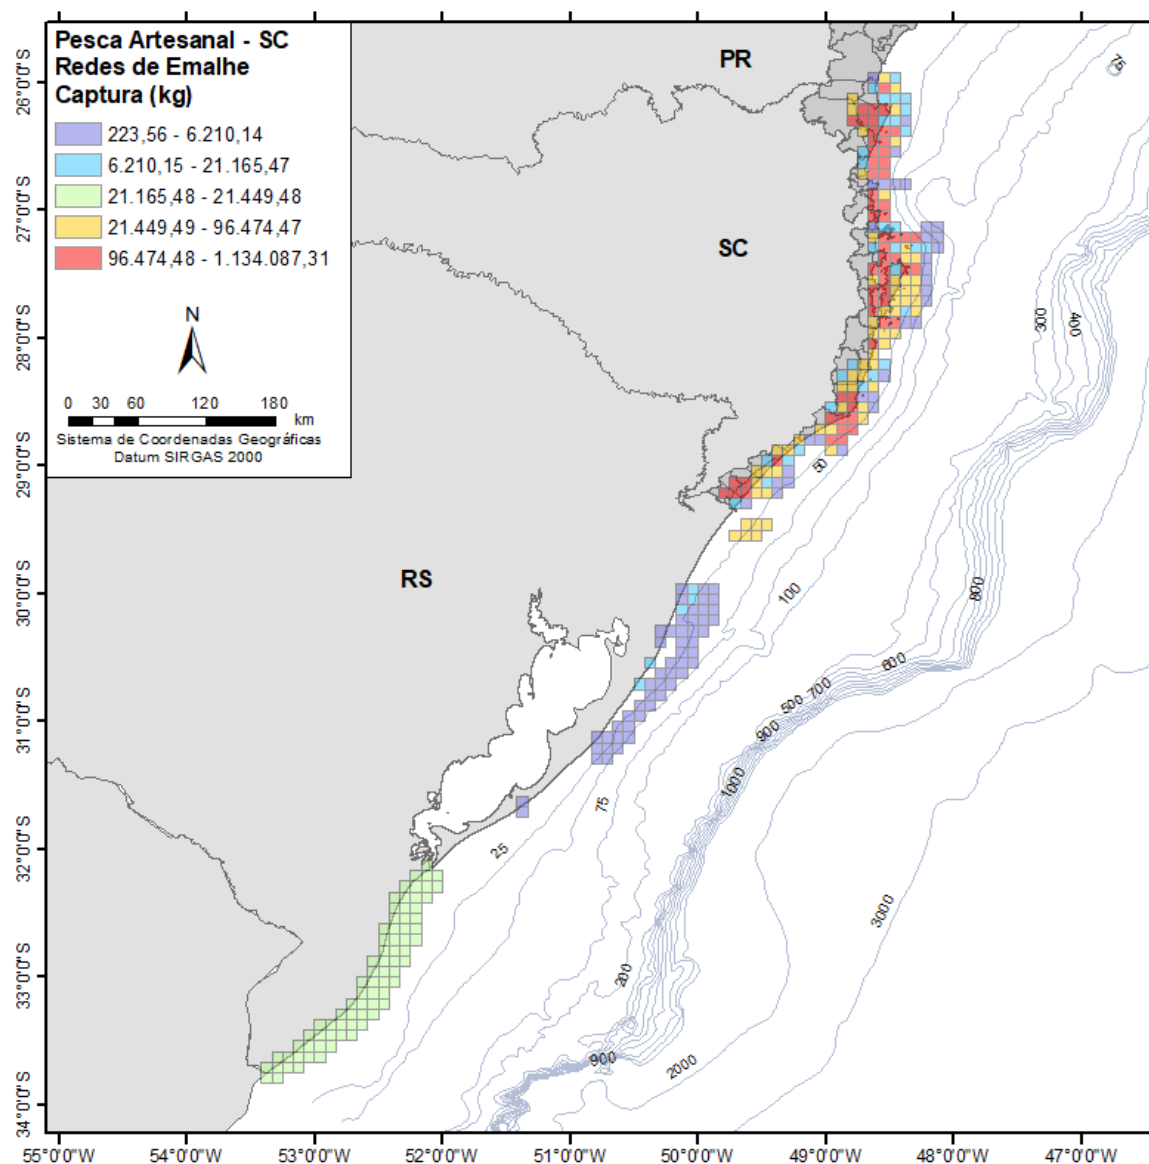 Pesca Artesanal - SC
Redes de Emalhe
Captura (kg)
223,56 - 6.210,14
6.210,15 - 21.165,47
21.165,48 - 21.449,48
21.449,49 - 96.474,47
96.474,48 - 1.134.087,31
N
0 30 60 120 180
km
Sistema de Coordenadas Geográficas
Datum SIRGAS 2000
PR
SC
RS
75
300
400
50
100
800
600
700
500
900
1000
75
25
3000
200
900
2000
26°0'0"S
27°0'0"S
28°0'0"S
29°0'0"S
30°0'0"S
31°0'0"S
32°0'0"S
33°0'0"S
34°0'0"S
55°0'0"W 54°0'0"W 53°0'0"W 52°0'0"W 51°0'0"W 50°0'0"W 49°0'0"W 48°0'0"W 47°0'0"W